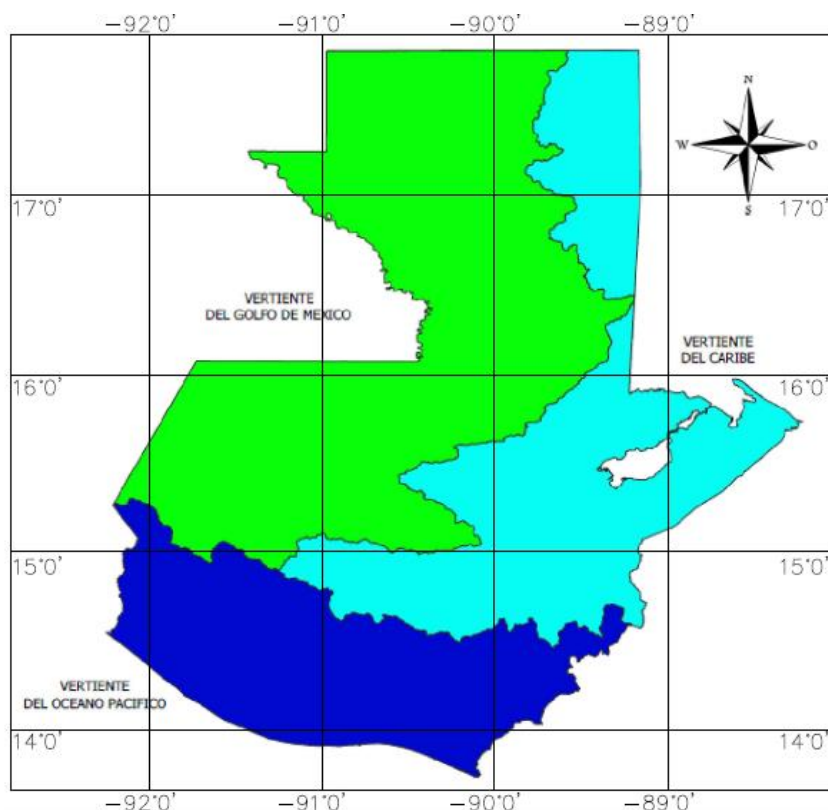 -92°0' -91°0' -90°0' -89°0'
N
W O
S
17°0' 17°0'
VERTIENTE
DEL GOLFO DE MEXICO
VERTIENTE
DEL CARIBE
16°0' 16°0'
15°0' 15°0'
VERTIENTE
DEL OCEANO PACIFICO
14°0' 14°0'
-92°0' -91°0' -90°0' -89°0'